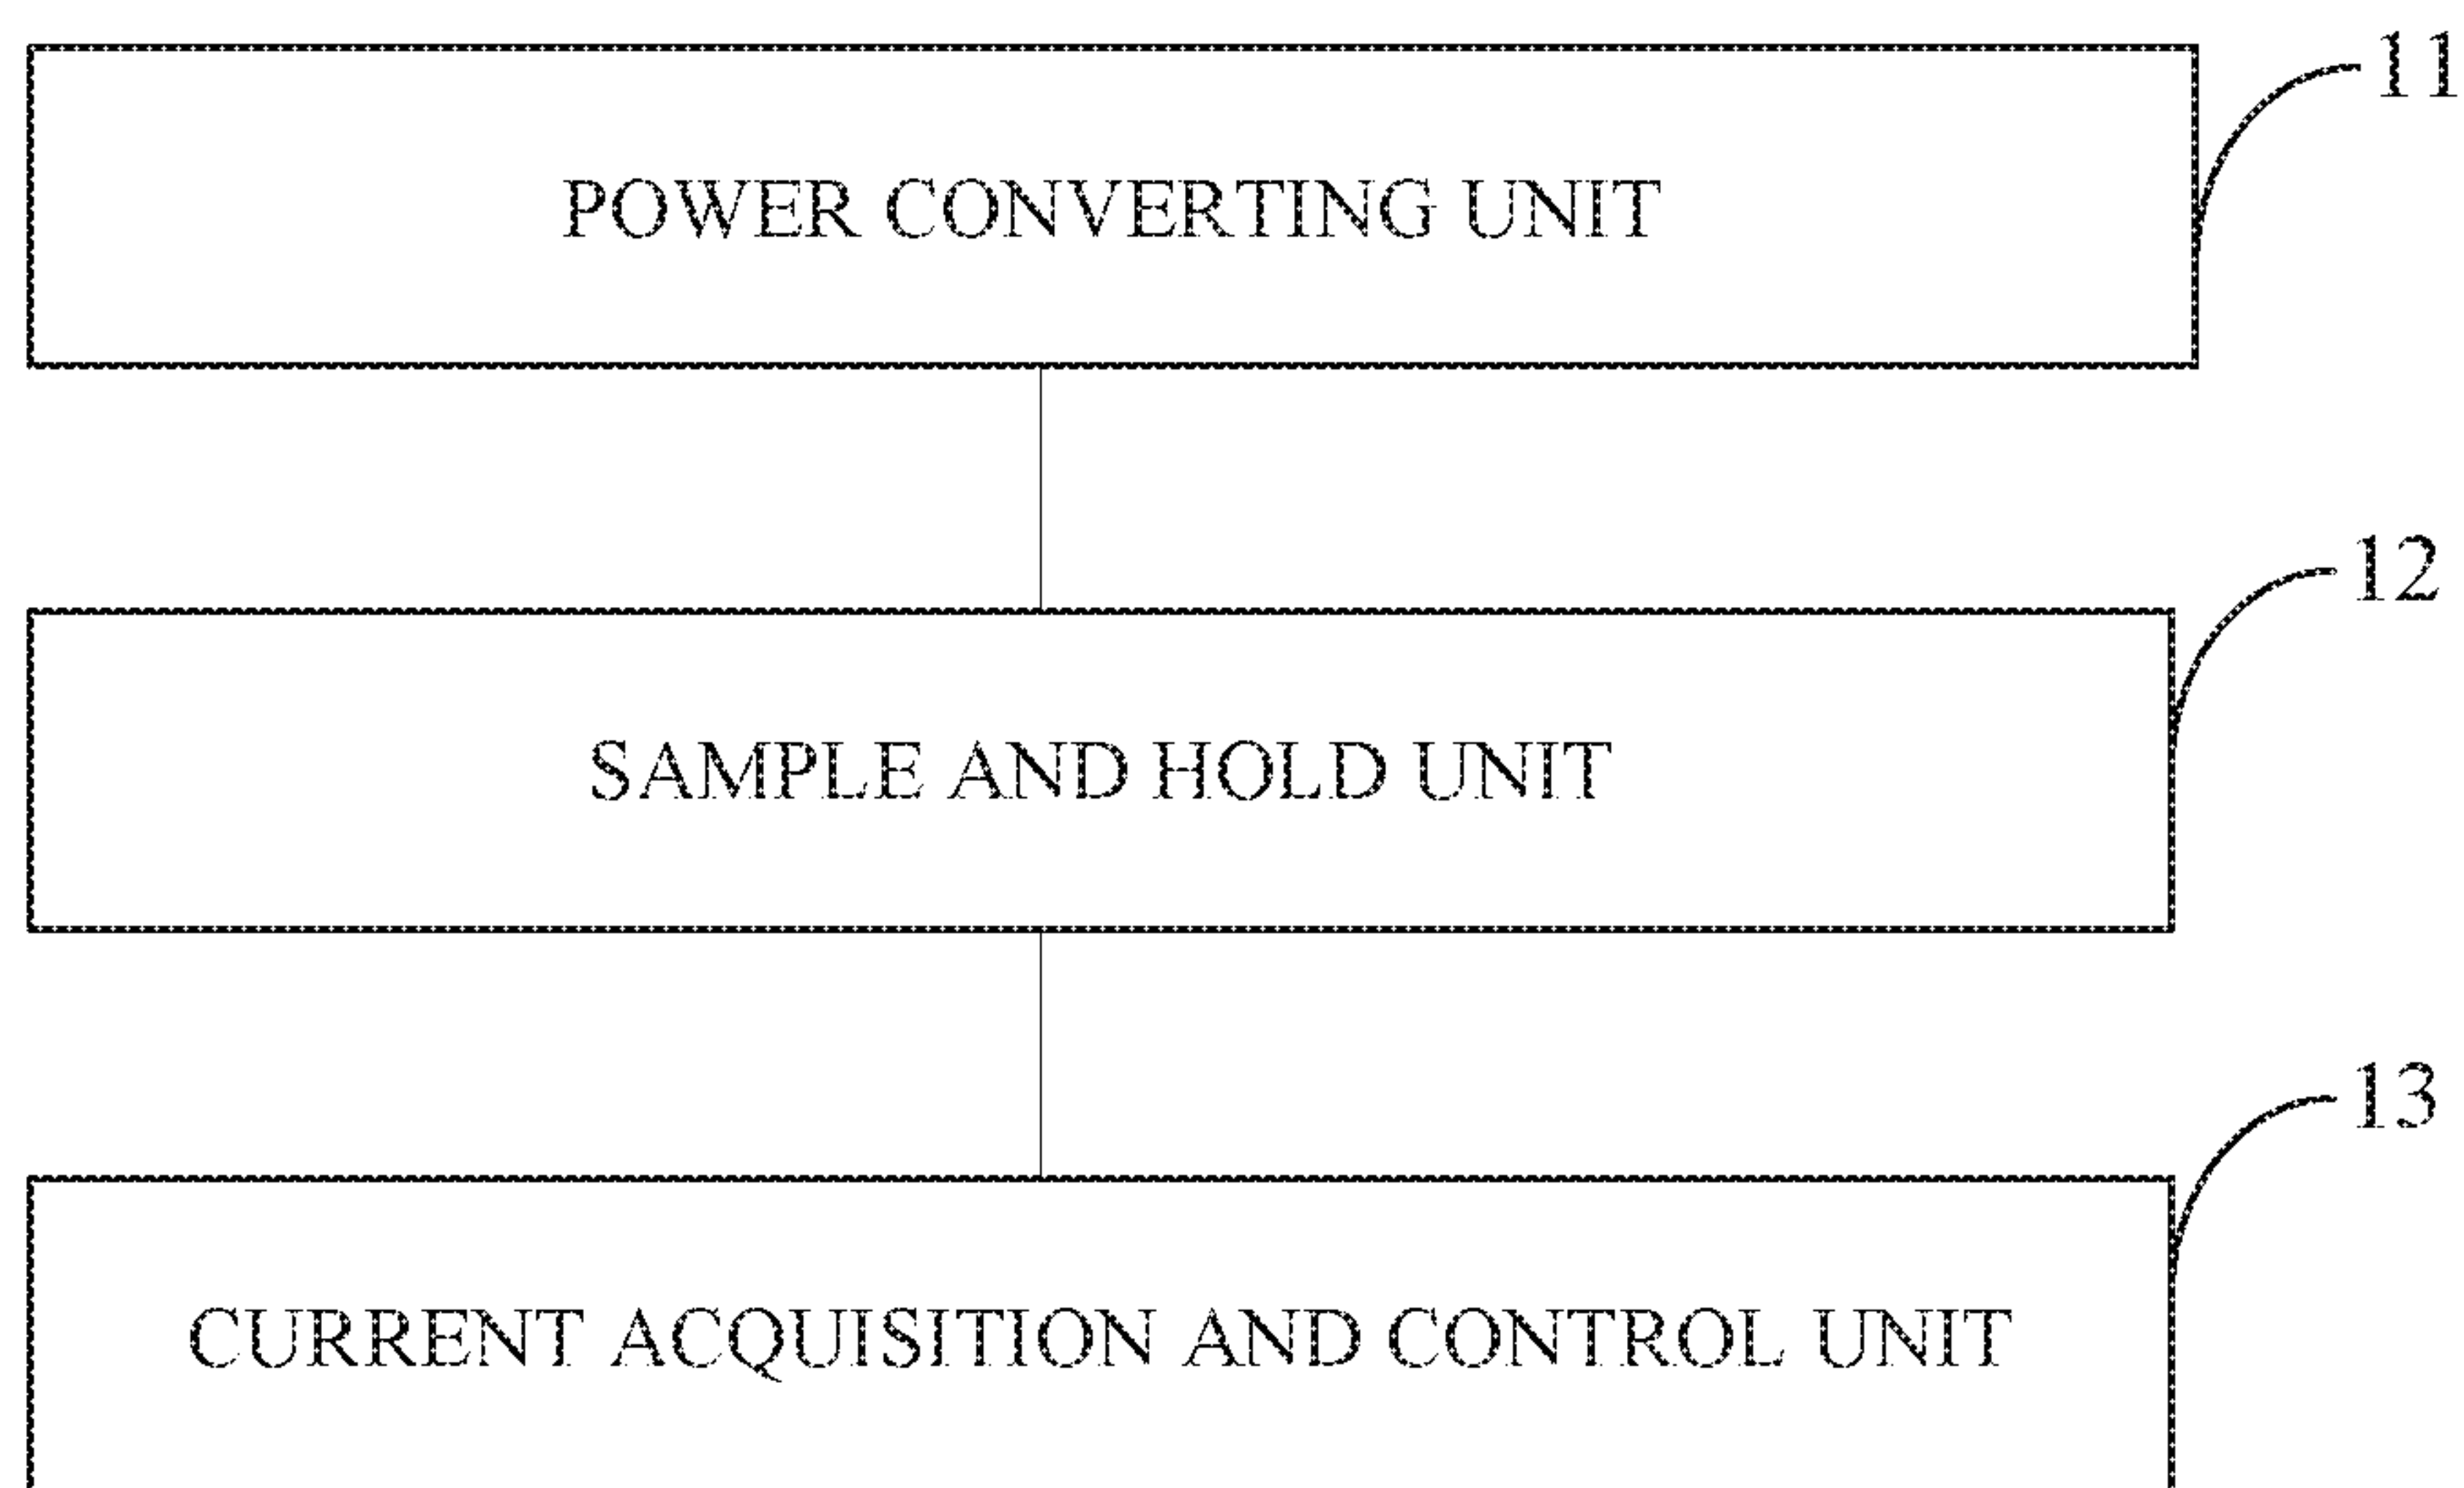 11
POWER CONVERTING UNIT
12
SAMPLE AND HOLD UNIT
13
CURRENT ACQUISITION AND CONTROL UNIT